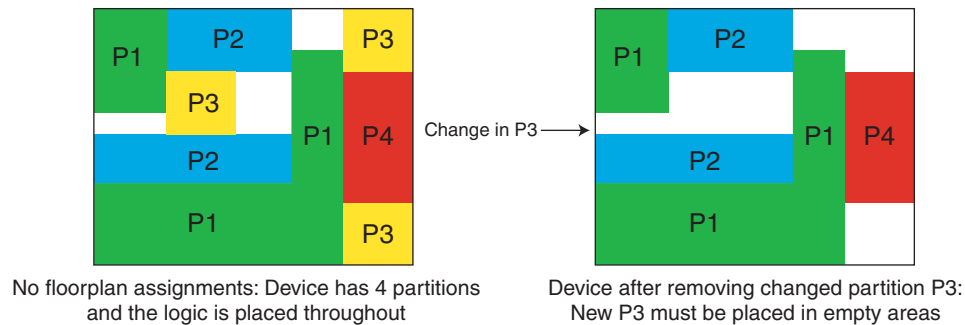 P1
P2
P3
P3
P1
P4
P2
P1
P3
Change in P3
P1
P2
P1
P4
P2
P1
No floorplan assignments: Device has 4 partitions
and the logic is placed throughout
Device after removing changed partition P3:
New P3 must be placed in empty areas